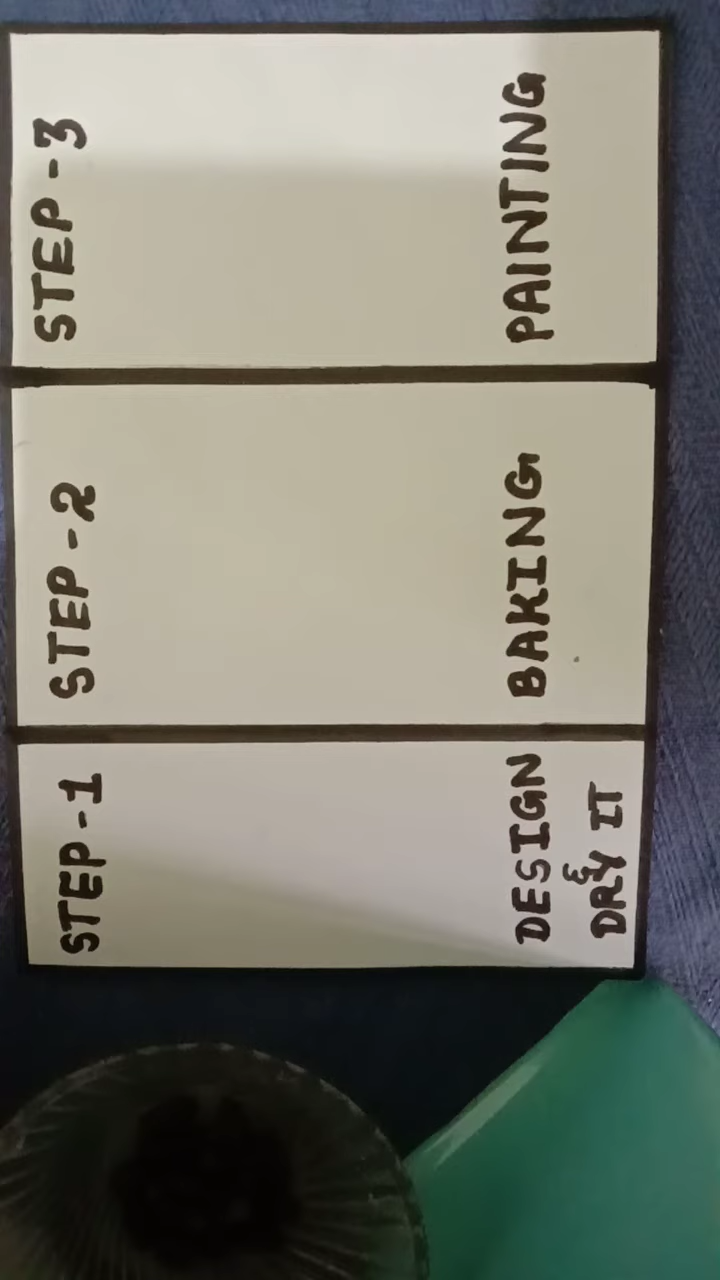 STEP-1
DESIGN
&
DRY IT
STEP-2
BAKING
STEP-3
PAINTING